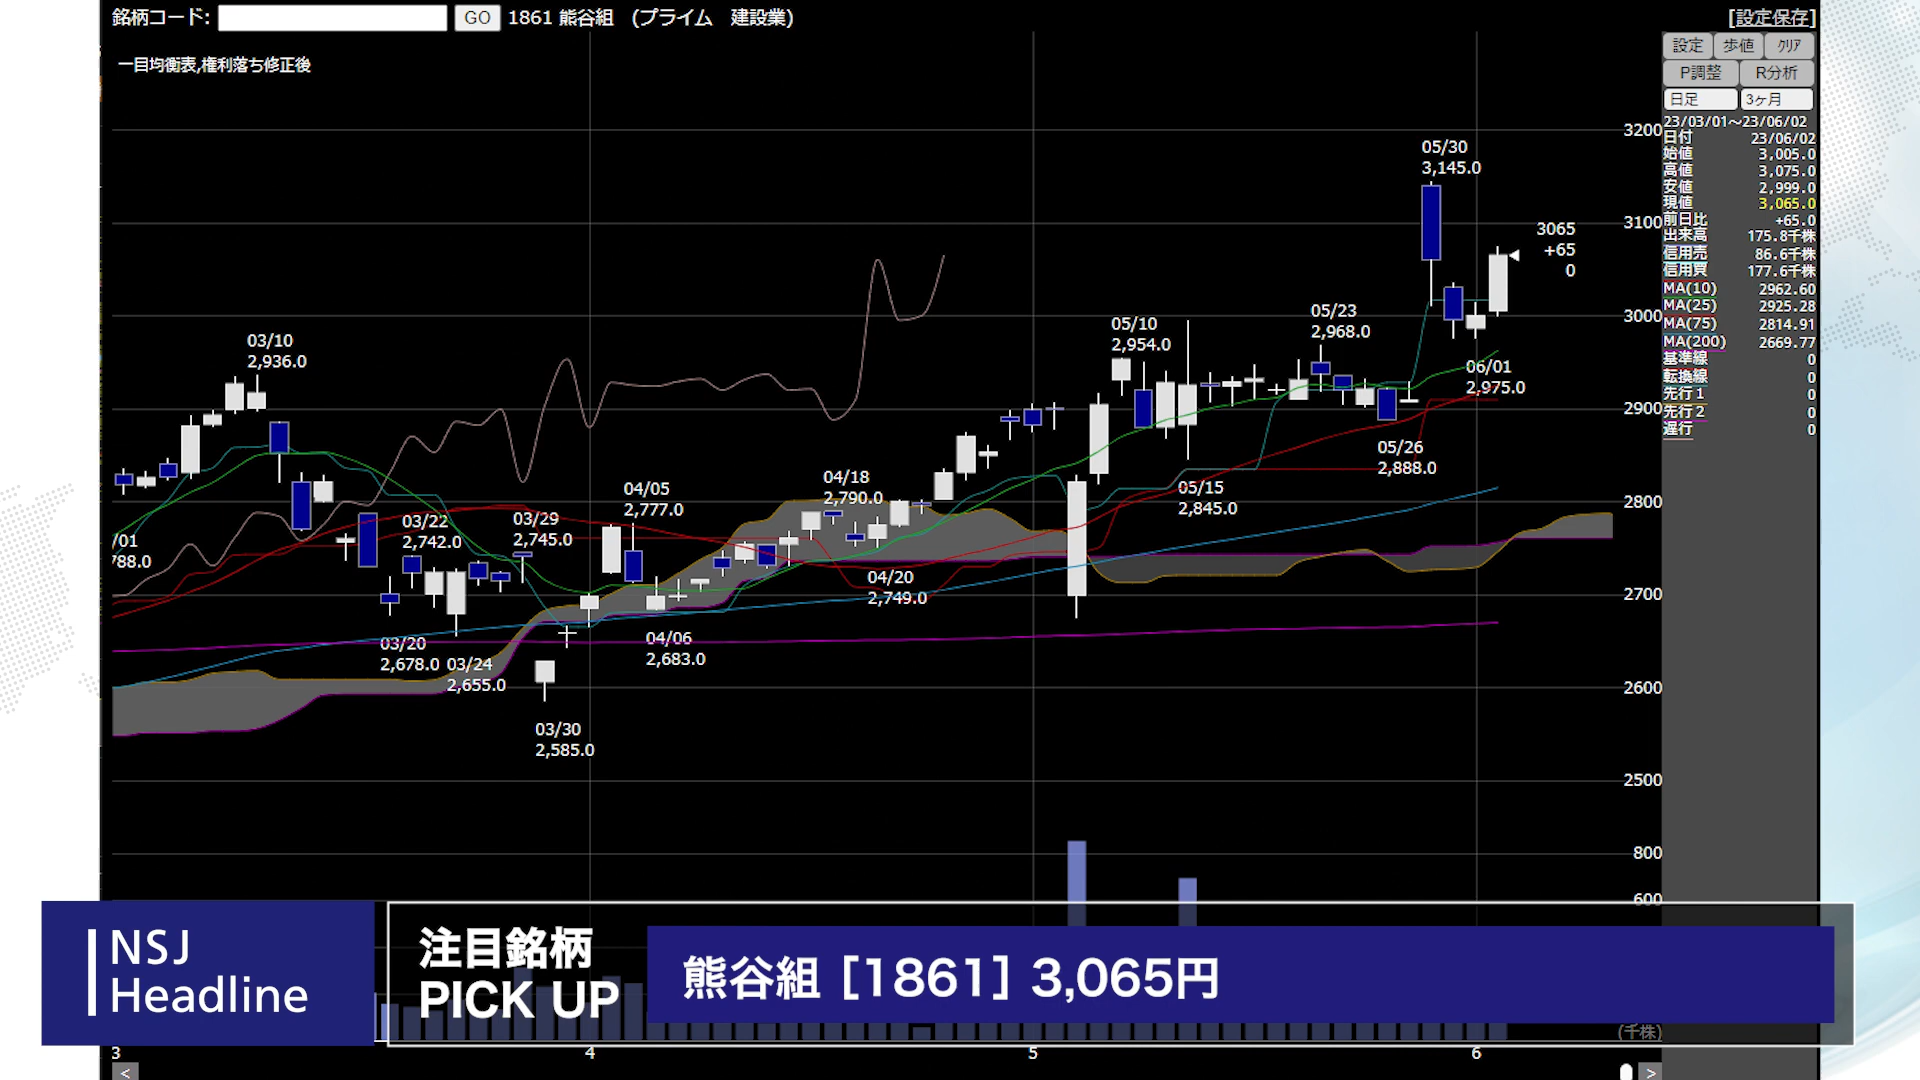 銘柄コード: GO 1861 熊谷組 (プライム 建設業) [設定保存]
一目均衡表,権利落ち修正後
設定 歩値 クリア
P調整 R分析
日足 3ヶ月
23/03/01～23/06/02
日付 23/06/02
始値 3,005.0
高値 3,075.0
安値 2,999.0
現値 3,065.0
前日比 +65.0
出来高 175.8千株
信用売 86.6千株
信用買 177.6千株
MA(10) 2962.60
MA(25) 2925.28
MA(75) 2814.91
MA(200) 2669.77
基準線 0
転換線 0
先行1 0
先行2 0
遅行 0
3200
3100
3000
2900
2800
2700
2600
2500
800
600
(千株)
/01
788.0
03/10
2,936.0
03/20
2,678.0
03/22
2,742.0
03/24
2,655.0
03/29
2,745.0
03/30
2,585.0
04/05
2,777.0
04/06
2,683.0
04/18
2,790.0
04/20
2,749.0
05/10
2,954.0
05/15
2,845.0
05/23
2,968.0
05/26
2,888.0
05/30
3,145.0
06/01
2,975.0
3065
+65
0
NSJ
Headline
注目銘柄
PICK UP
熊谷組 [1861] 3,065円
3 4 5 6
< >